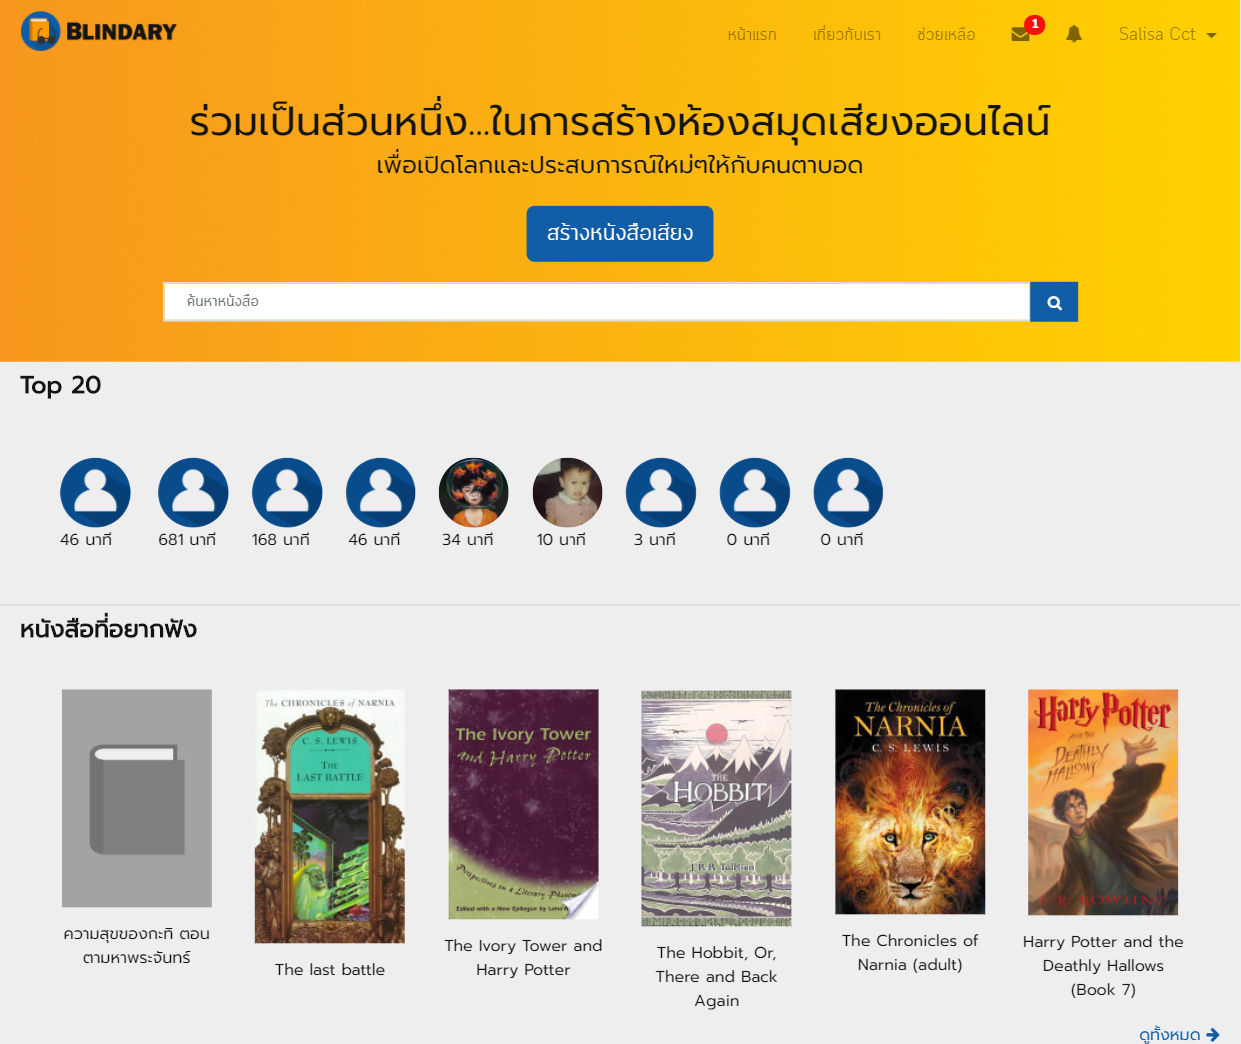 BLINDARY
หน้าแรก
เกี่ยวกับเรา
ช่วยเหลือ
1
Salisa Cct
ร่วมเป็นส่วนหนึ่ง...ในการสร้างห้องสมุดเสียงออนไลน์
เพื่อเปิดโลกและประสบการณ์ใหม่ๆให้กับคนตาบอด
สร้างหนังสือเสียง
ค้นหาหนังสือ
Top 20
46 นาที
681 นาที
168 นาที
46 นาที
34 นาที
10 นาที
3 นาที
0 นาที
0 นาที
หนังสือที่อยากฟัง
ความสุขของกะทิ ตอน
ตามหาพระจันทร์
The CHRONICLES of NARNIA
C. S. LEWIS
THE
LAST BATTLE
The last battle
The Ivory Tower
and Harry Potter
Perspectives on a Literary
Edited with a New Epilogue by Lana
The Ivory Tower and
Harry Potter
THE
HOBBIT
J.R.R. Tolkien
The Hobbit, Or,
There and Back
Again
The Chronicles of
NARNIA
C. S. LEWIS
The Chronicles of
Narnia (adult)
Harry Potter
AND THE
DEATHLY
HALLOWS
J. K. ROWLING
Harry Potter and the
Deathly Hallows
(Book 7)
ดูทั้งหมด